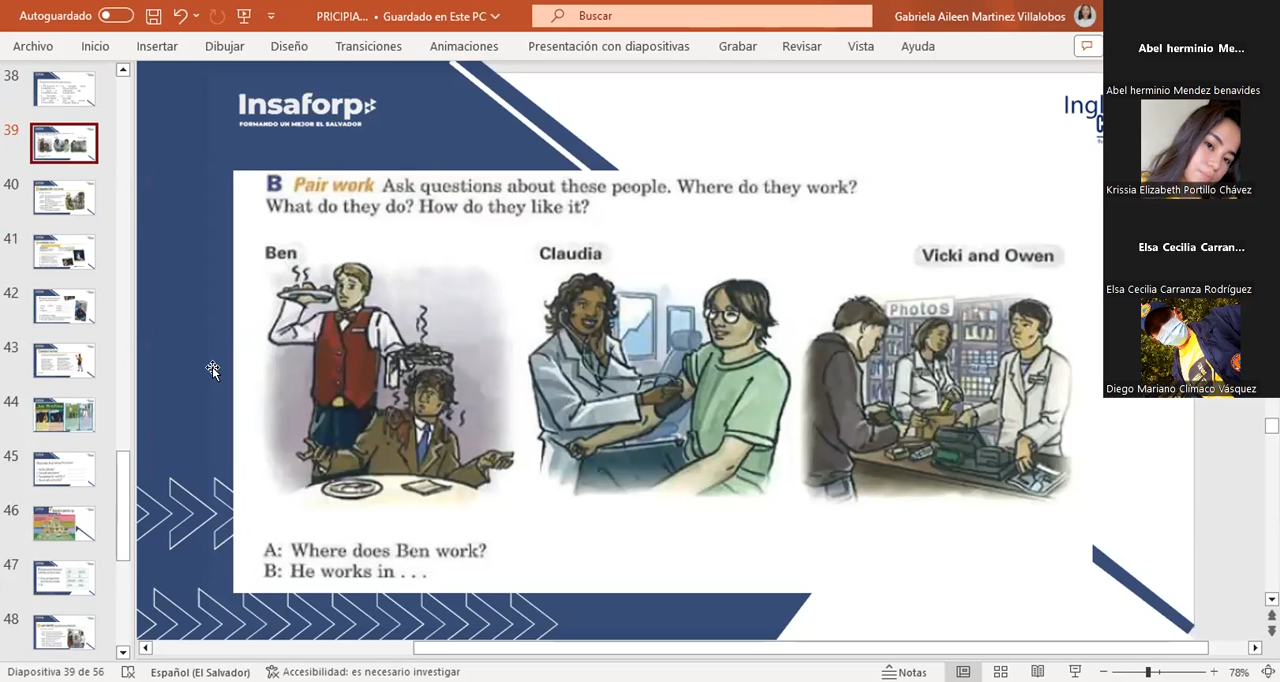 Autoguardado
PRICIPIA... • Guardado en Este PC
Buscar
Gabriela Aileen Martinez Villalobos
Archivo Inicio Insertar Dibujar Diseño Transiciones Animaciones Presentación con diapositivas Grabar Revisar Vista Ayuda
38
39
40
41
42
43
44
45
46
47
48
Insaforp
FORMANDO UN MEJOR EL SALVADOR
B Pair work Ask questions about these people. Where do they work?
What do they do? How do they like it?
Ben
Claudia
Vicki and Owen
Photos
A: Where does Ben work?
B: He works in . . .
Abel herminio Me...
Abel herminio Mendez benavides
Krissia Elizabeth Portillo Chávez
Elsa Cecilia Carran...
Elsa Cecilia Carranza Rodríguez
Diego Mariano Climaco Vásquez
Diapositiva 39 de 56
Español (El Salvador)
Accesibilidad: es necesario investigar
Notas
78%